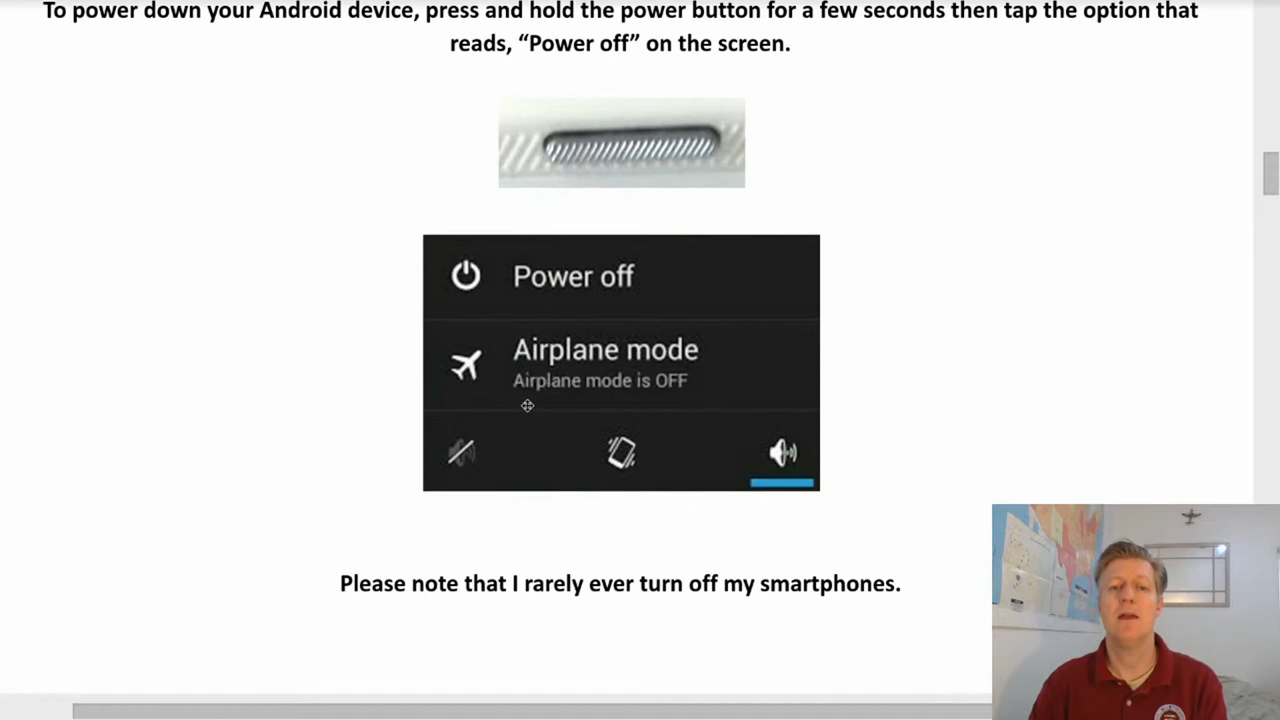 To power down your Android device, press and hold the power button for a few seconds then tap the option that
reads, “Power off” on the screen.
Power off
Airplane mode
Airplane mode is OFF
Please note that I rarely ever turn off my smartphones.